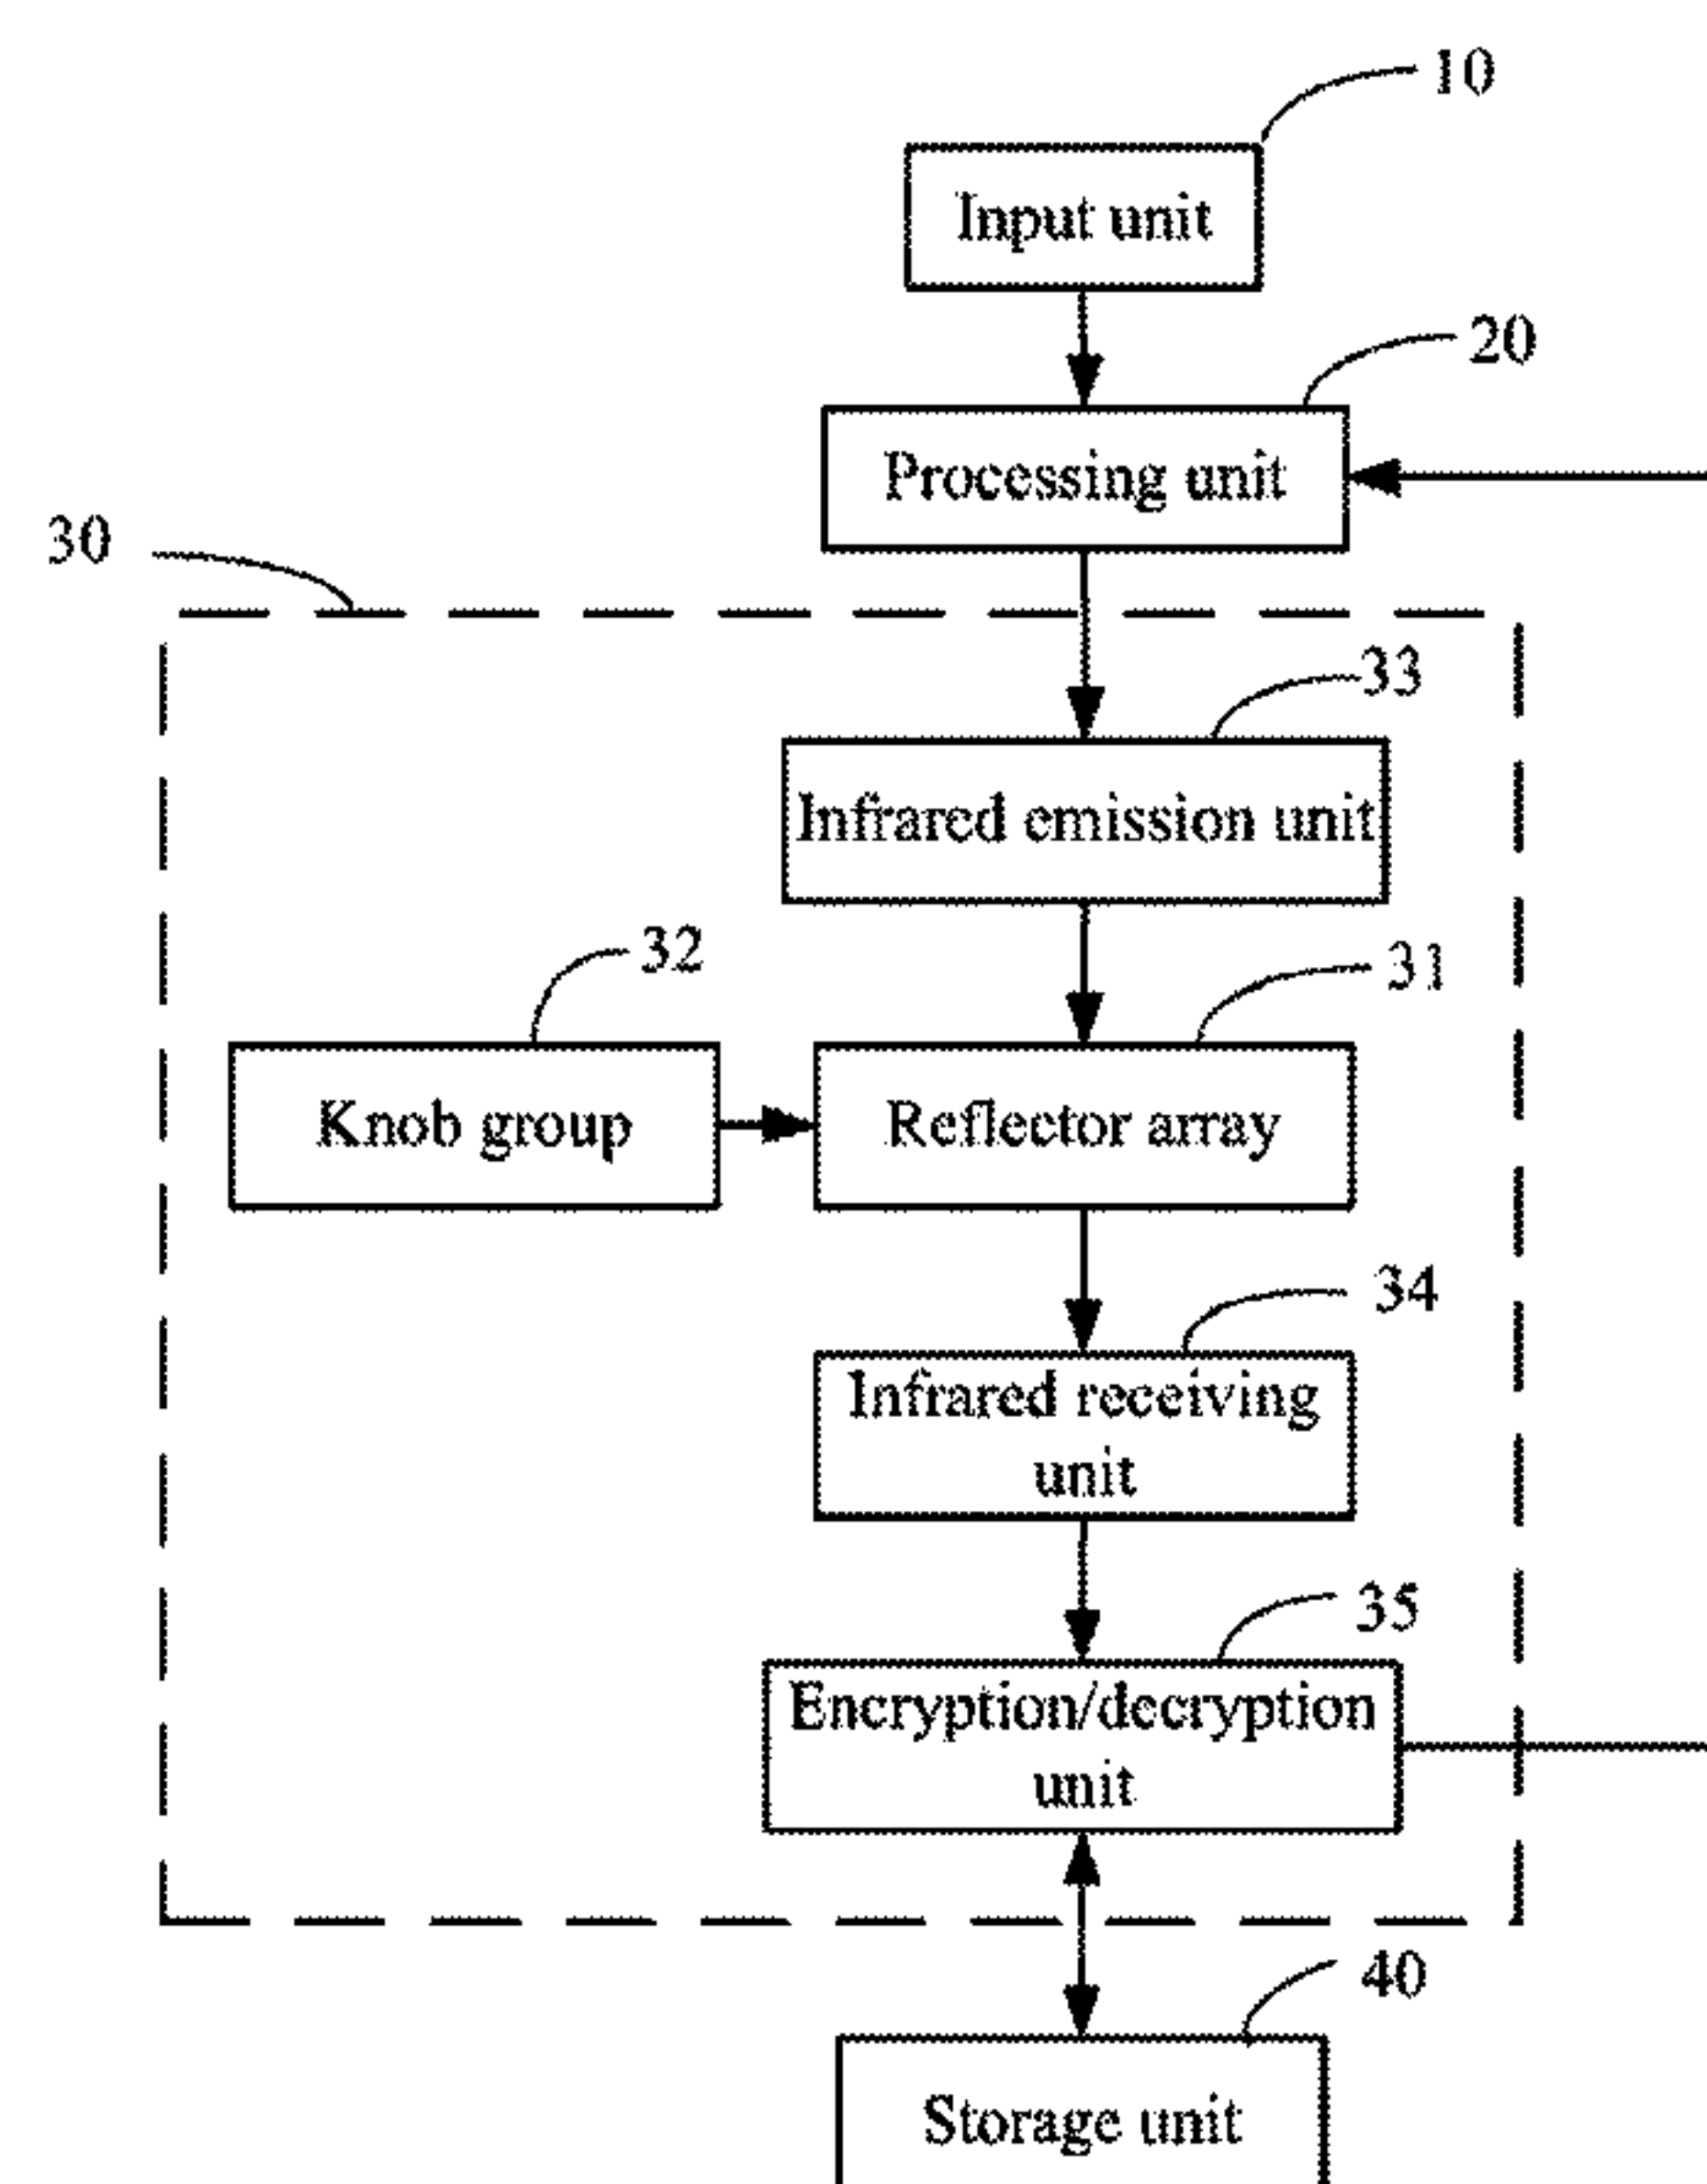 10
Input unit
20
Processing unit
30
33
Infrared emission unit
32
31
Knob group
Reflector array
34
Infrared receiving
unit
35
Encryption/decryption
unit
40
Storage unit